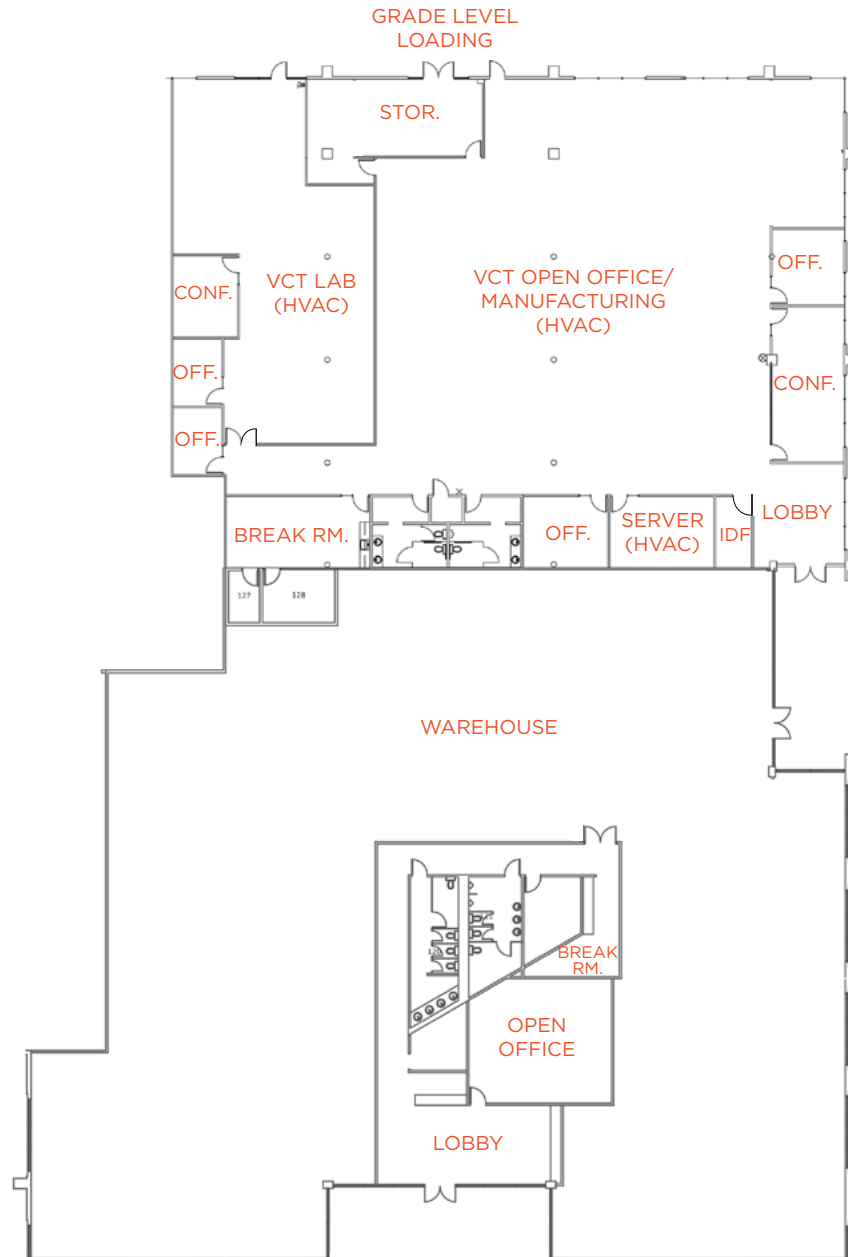 GRADE LEVEL
LOADING
STOR.
OFF.
VCT LAB
(HVAC)
VCT OPEN OFFICE/
MANUFACTURING
(HVAC)
CONF.
OFF.
CONF.
OFF.
LOBBY
BREAK RM.
OFF.
SERVER
(HVAC)
IDF
127
128
WAREHOUSE
BREAK
RM.
OPEN
OFFICE
LOBBY